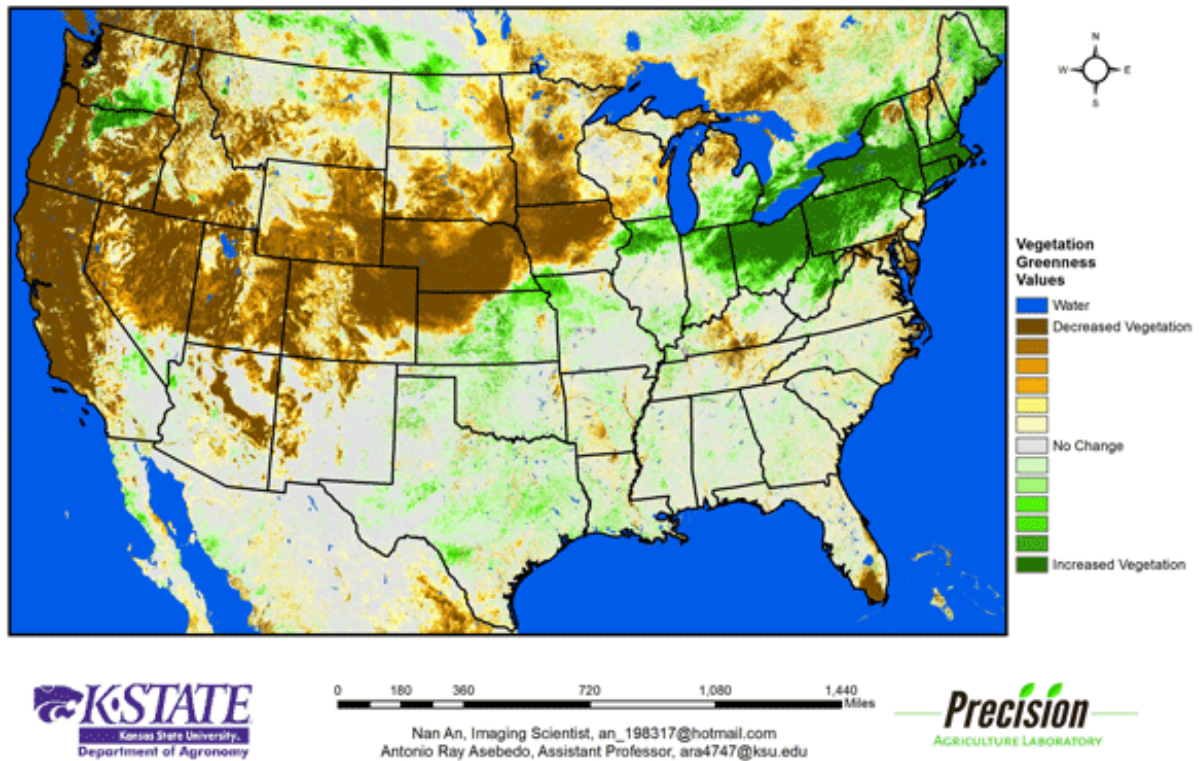 N
W E
S
Vegetation
Greenness
Values
Water
Decreased Vegetation
No Change
Increased Vegetation
K-STATE
Kansas State University.
Department of Agronomy
0 180 360 720 1,080 1,440
Miles
Nan An, Imaging Scientist, an_198317@hotmail.com
Antonio Ray Asebedo, Assistant Professor, ara4747@ksu.edu
Precision
AGRICULTURE LABORATORY